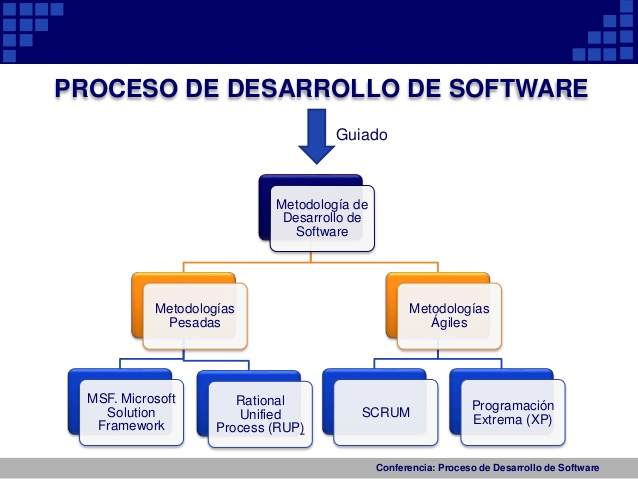 PROCESO DE DESARROLLO DE SOFTWARE
Guiado
Metodología de
Desarrollo de
Software
Metodologías
Pesadas
Metodologías
Ágiles
MSF. Microsoft
Solution
Framework
Rational
Unified
Process (RUP)
SCRUM
Programación
Extrema (XP)
Conferencia: Proceso de Desarrollo de Software